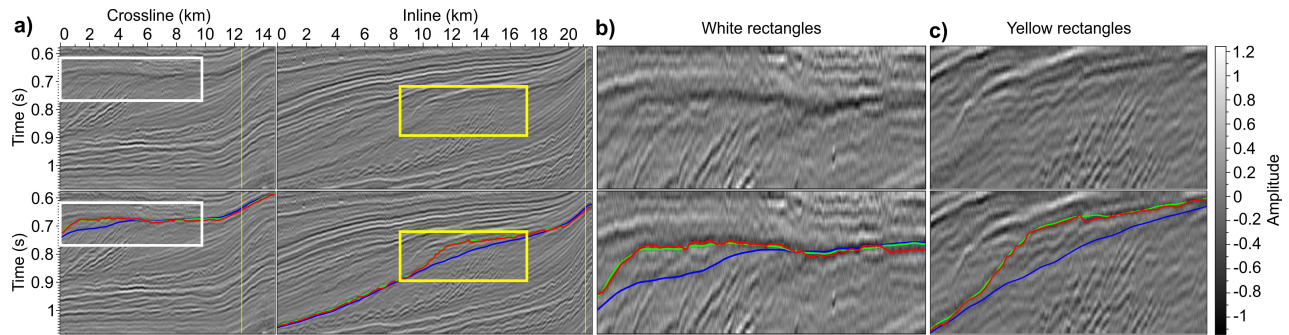 a)
Crossline (km)
0 2 4 6 8 10 12 14
Inline (km)
0 2 4 6 8 10 12 14 16 18 20
b)
White rectangles
c)
Yellow rectangles
Time (s)
0.6
0.7
0.8
0.9
1
Time (s)
0.6
0.7
0.8
0.9
1
1.2
1
0.8
0.6
0.4
0.2
0
-0.2
-0.4
-0.6
-0.8
-1
Amplitude